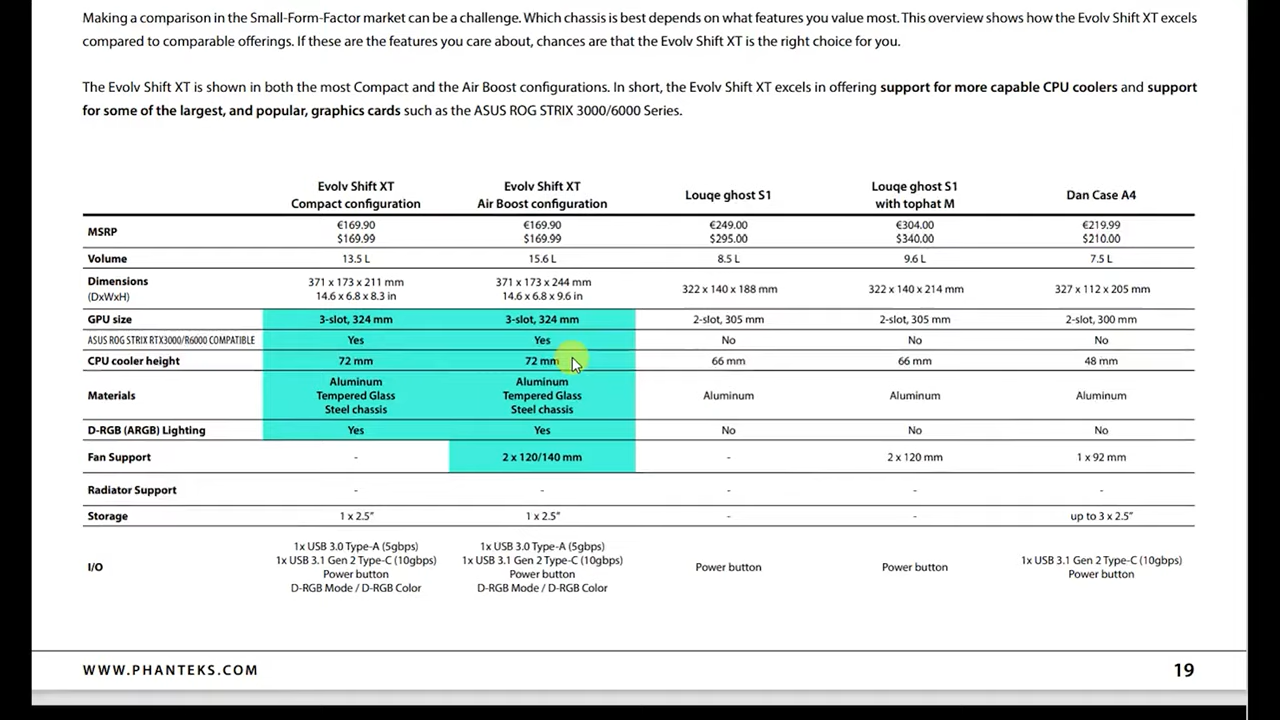 Making a comparison in the Small-Form-Factor market can be a challenge. Which chassis is best depends on what features you value most. This overview shows how the Evolv Shift XT excels
compared to comparable offerings. If these are the features you care about, chances are that the Evolv Shift XT is the right choice for you.
The Evolv Shift XT is shown in both the most Compact and the Air Boost configurations. In short, the Evolv Shift XT excels in offering support for more capable CPU coolers and support
for some of the largest, and popular, graphics cards such as the ASUS ROG STRIX 3000/6000 Series.
Evolv Shift XT Evolv Shift XT Louqe ghost S1 Louqe ghost S1 Dan Case A4
Compact configuration Air Boost configuration with tophat M
MSRP €169.90 €169.90 €249.00 €304.00 €219.99
$169.99 $169.99 $295.00 $340.00 $210.00
Volume 13.5 L 15.6 L 8.5 L 9.6 L 7.5 L
Dimensions 371 x 173 x 211 mm 371 x 173 x 244 mm 322 x 140 x 188 mm 322 x 140 x 214 mm 327 x 112 x 205 mm
(DxWxH) 14.6 x 6.8 x 8.3 in 14.6 x 6.8 x 9.6 in
GPU size 3-slot, 324 mm 3-slot, 324 mm 2-slot, 305 mm 2-slot, 305 mm 2-slot, 300 mm
ASUS ROG STRIX RTX3000/R6000 COMPATIBLE Yes Yes No No No
CPU cooler height 72 mm 72 mm 66 mm 66 mm 48 mm
Materials Aluminum Aluminum Aluminum Aluminum Aluminum
Tempered Glass Tempered Glass
Steel chassis Steel chassis
D-RGB (ARGB) Lighting Yes Yes No No No
Fan Support - 2 x 120/140 mm - 2 x 120 mm 1 x 92 mm
Radiator Support - - - - -
Storage 1 x 2.5" 1 x 2.5" - - up to 3 x 2.5"
I/O 1x USB 3.0 Type-A (5gbps) 1x USB 3.0 Type-A (5gbps) Power button Power button 1x USB 3.1 Gen 2 Type-C (10gbps)
1x USB 3.1 Gen 2 Type-C (10gbps) 1x USB 3.1 Gen 2 Type-C (10gbps) Power button
Power button Power button
D-RGB Mode / D-RGB Color D-RGB Mode / D-RGB Color
WWW.PHANTEKS.COM 19